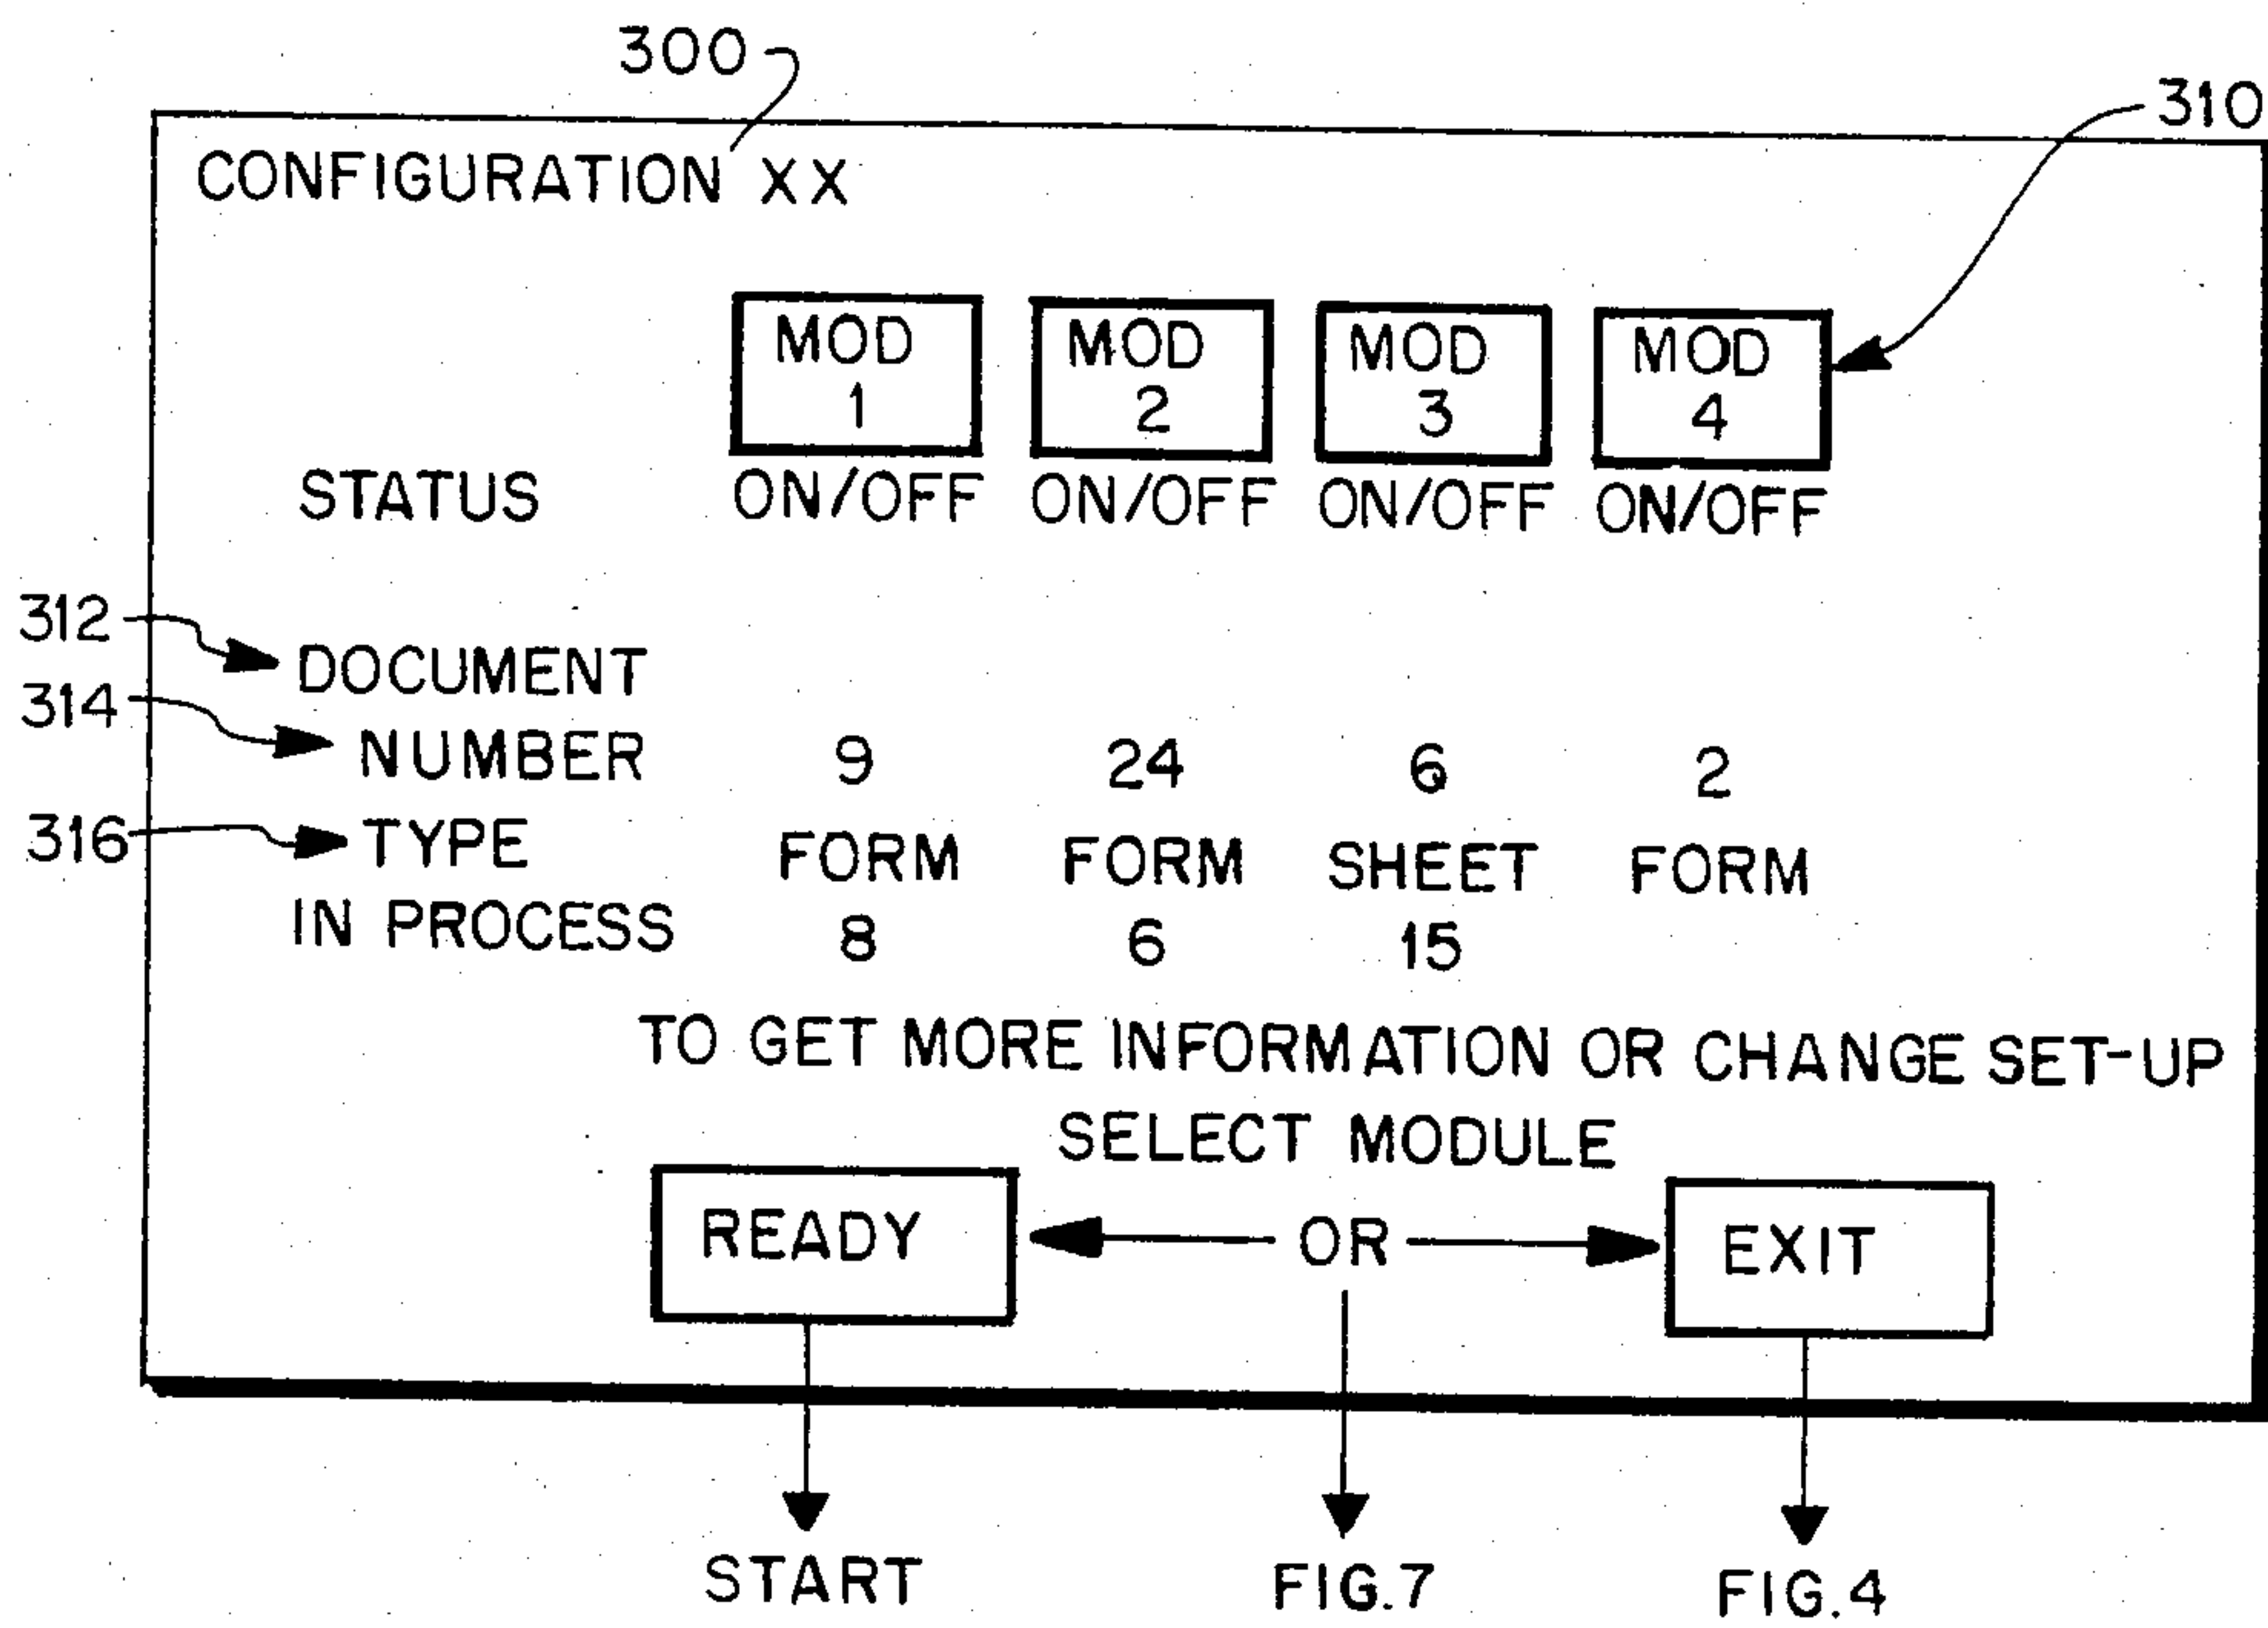 300
310
CONFIGURATION XX
MOD 1 MOD 2 MOD 3 MOD 4
STATUS ON/OFF ON/OFF ON/OFF ON/OFF
312
DOCUMENT
314
NUMBER 9 24 6 2
316
TYPE FORM FORM SHEET FORM
IN PROCESS 8 6 15
TO GET MORE INFORMATION OR CHANGE SET-UP
SELECT MODULE
READY OR EXIT
START FIG.7 FIG.4